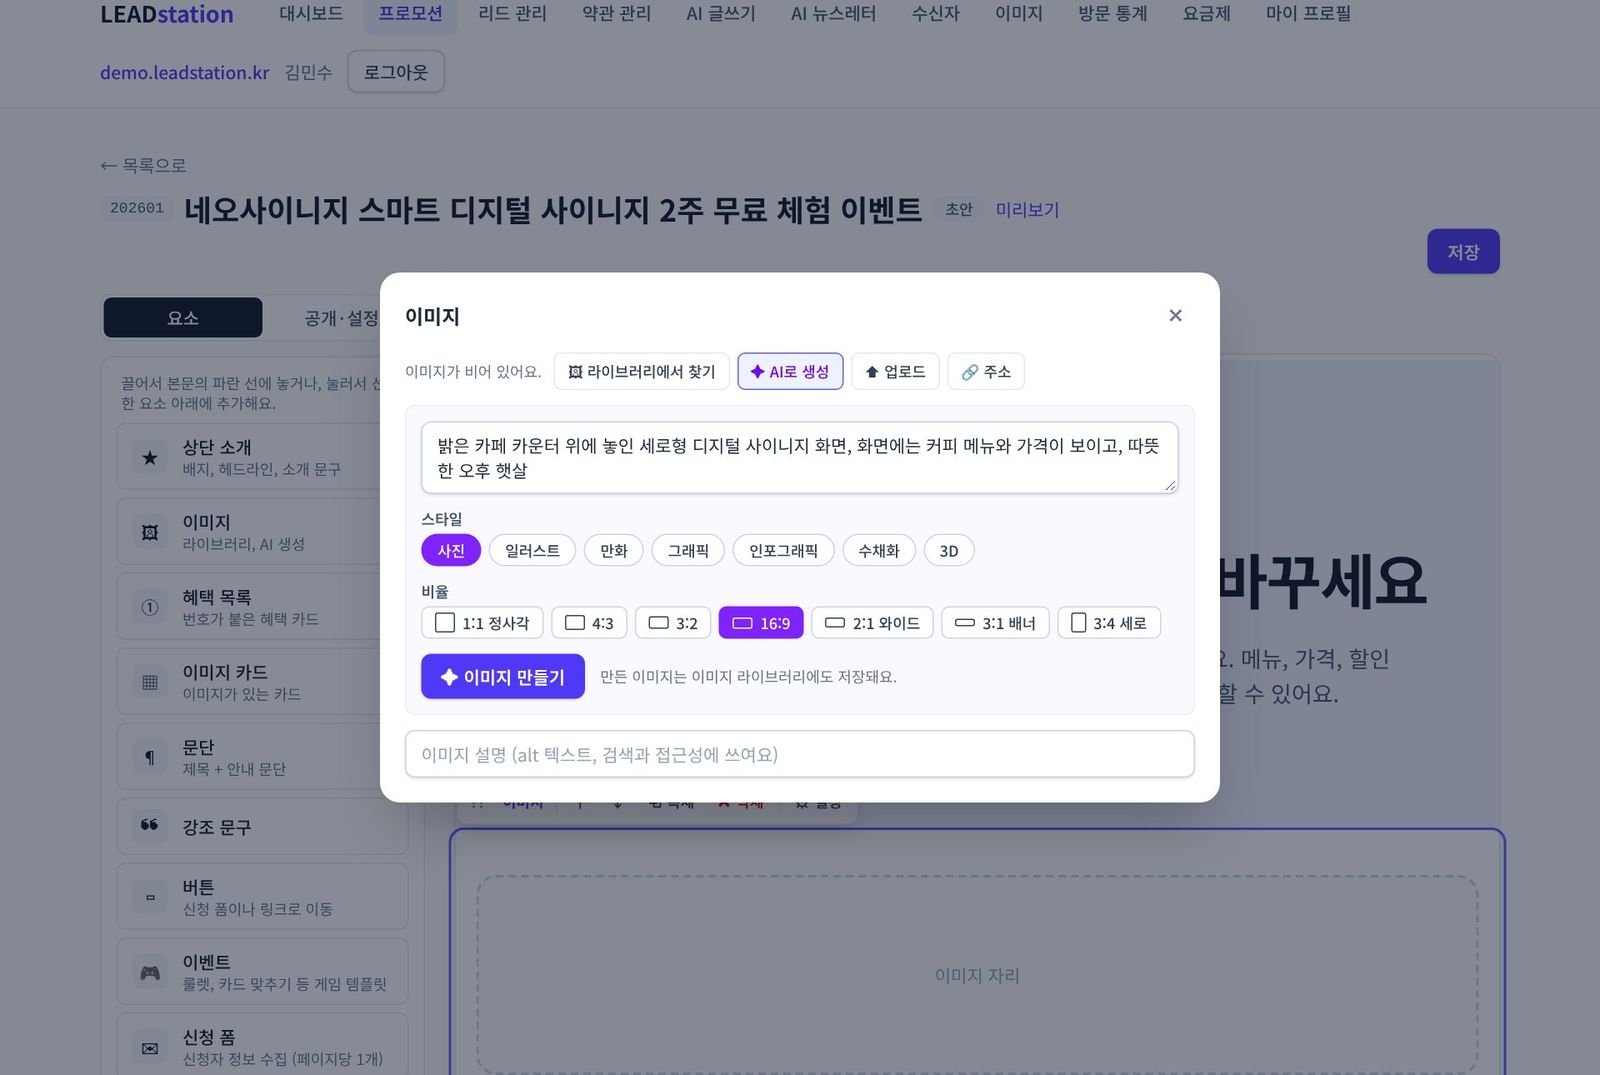 LEADstation 대시보드 프로모션 리드 관리 약관 관리 AI 글쓰기 AI 뉴스레터 수신자 이미지 방문 통계 요금제 마이 프로필
demo.leadstation.kr 김민수 로그아웃
← 목록으로
202601 네오사이니지 스마트 디지털 사이니지 2주 무료 체험 이벤트 초안 미리보기
저장
요소 공개·설정
끌어서 본문의 파란 선에 놓거나, 눌러서 선
한 요소 아래에 추가해요.
상단 소개
배지, 헤드라인, 소개 문구
이미지
라이브러리, AI 생성
혜택 목록
번호가 붙은 혜택 카드
이미지 카드
이미지가 있는 카드
문단
제목 + 안내 문단
강조 문구
버튼
신청 폼이나 링크로 이동
이벤트
룰렛, 카드 맞추기 등 게임 템플릿
신청 폼
신청자 정보 수집 (페이지당 1개)
이미지 ✕
이미지가 비어 있어요. 라이브러리에서 찾기 AI로 생성 업로드 주소
밝은 카페 카운터 위에 놓인 세로형 디지털 사이니지 화면, 화면에는 커피 메뉴와 가격이 보이고, 따뜻
한 오후 햇살
스타일
사진 일러스트 만화 그래픽 인포그래픽 수채화 3D
비율
1:1 정사각 4:3 3:2 16:9 2:1 와이드 3:1 배너 3:4 세로
이미지 만들기 만든 이미지는 이미지 라이브러리에도 저장돼요.
이미지 설명 (alt 텍스트, 검색과 접근성에 쓰여요)
바꾸세요
메뉴, 가격, 할인
할 수 있어요.
이미지 자리